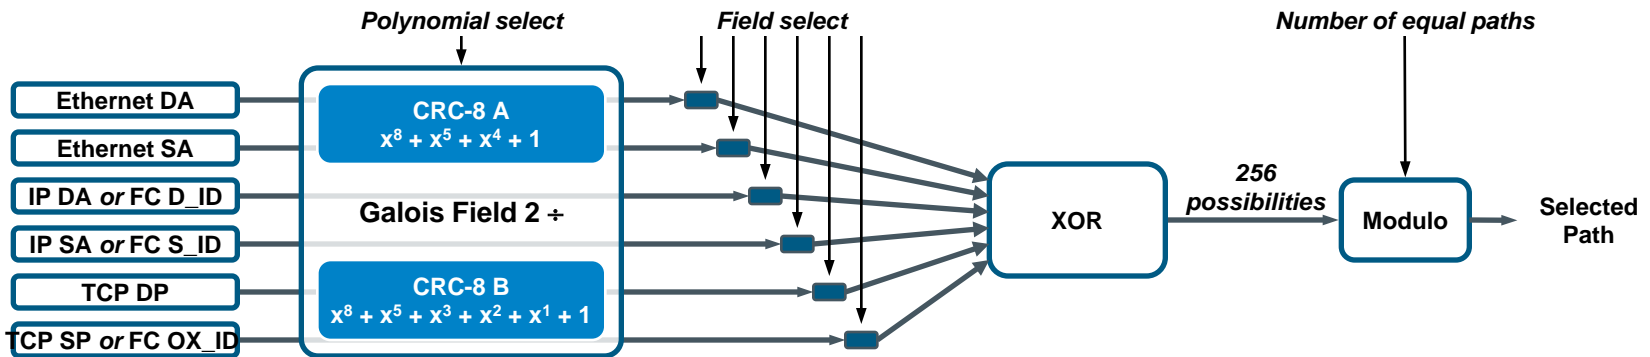 Polynomial select
Field select
Number of equal paths
Ethernet DA
Ethernet SA
IP DA or FC D_ID
IP SA or FC S_ID
TCP DP
TCP SP or FC OX_ID
CRC-8 A
x⁸ + x⁵ + x⁴ + 1
Galois Field 2 ÷
CRC-8 B
x⁸ + x⁵ + x³ + x² + x¹ + 1
XOR
256
possibilities
Modulo
Selected
Path